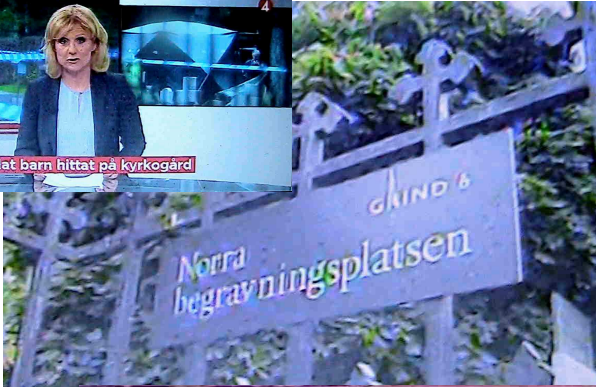 4
at barn hittat på kyrkogård
GRIND 6
Norra
begravningsplatsen